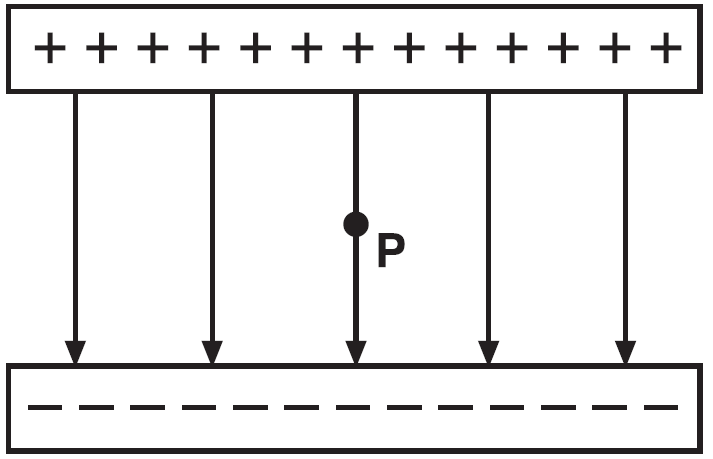 + + + + + + + + + + + + +
P
− − − − − − − − − − − − −